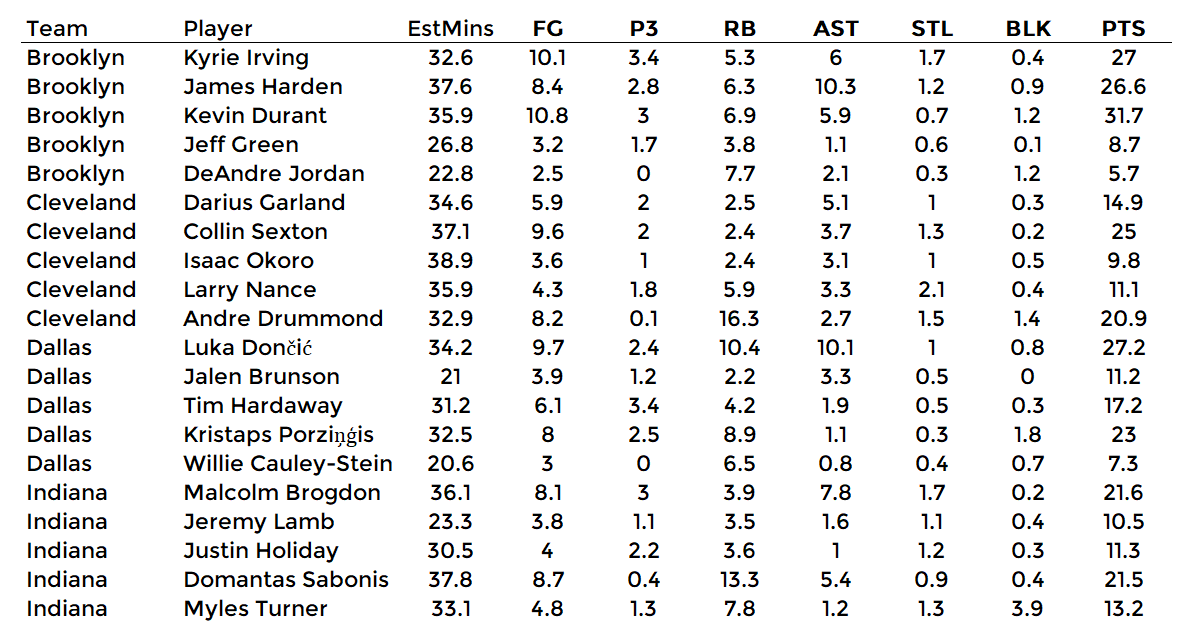 Team Player EstMins FG P3 RB AST STL BLK PTS
Brooklyn Kyrie Irving 32.6 10.1 3.4 5.3 6 1.7 0.4 27
Brooklyn James Harden 37.6 8.4 2.8 6.3 10.3 1.2 0.9 26.6
Brooklyn Kevin Durant 35.9 10.8 3 6.9 5.9 0.7 1.2 31.7
Brooklyn Jeff Green 26.8 3.2 1.7 3.8 1.1 0.6 0.1 8.7
Brooklyn DeAndre Jordan 22.8 2.5 0 7.7 2.1 0.3 1.2 5.7
Cleveland Darius Garland 34.6 5.9 2 2.5 5.1 1 0.3 14.9
Cleveland Collin Sexton 37.1 9.6 2 2.4 3.7 1.3 0.2 25
Cleveland Isaac Okoro 38.9 3.6 1 2.4 3.1 1 0.5 9.8
Cleveland Larry Nance 35.9 4.3 1.8 5.9 3.3 2.1 0.4 11.1
Cleveland Andre Drummond 32.9 8.2 0.1 16.3 2.7 1.5 1.4 20.9
Dallas Luka Dončić 34.2 9.7 2.4 10.4 10.1 1 0.8 27.2
Dallas Jalen Brunson 21 3.9 1.2 2.2 3.3 0.5 0 11.2
Dallas Tim Hardaway 31.2 6.1 3.4 4.2 1.9 0.5 0.3 17.2
Dallas Kristaps Porziņģis 32.5 8 2.5 8.9 1.1 0.3 1.8 23
Dallas Willie Cauley-Stein 20.6 3 0 6.5 0.8 0.4 0.7 7.3
Indiana Malcolm Brogdon 36.1 8.1 3 3.9 7.8 1.7 0.2 21.6
Indiana Jeremy Lamb 23.3 3.8 1.1 3.5 1.6 1.1 0.4 10.5
Indiana Justin Holiday 30.5 4 2.2 3.6 1 1.2 0.3 11.3
Indiana Domantas Sabonis 37.8 8.7 0.4 13.3 5.4 0.9 0.4 21.5
Indiana Myles Turner 33.1 4.8 1.3 7.8 1.2 1.3 3.9 13.2